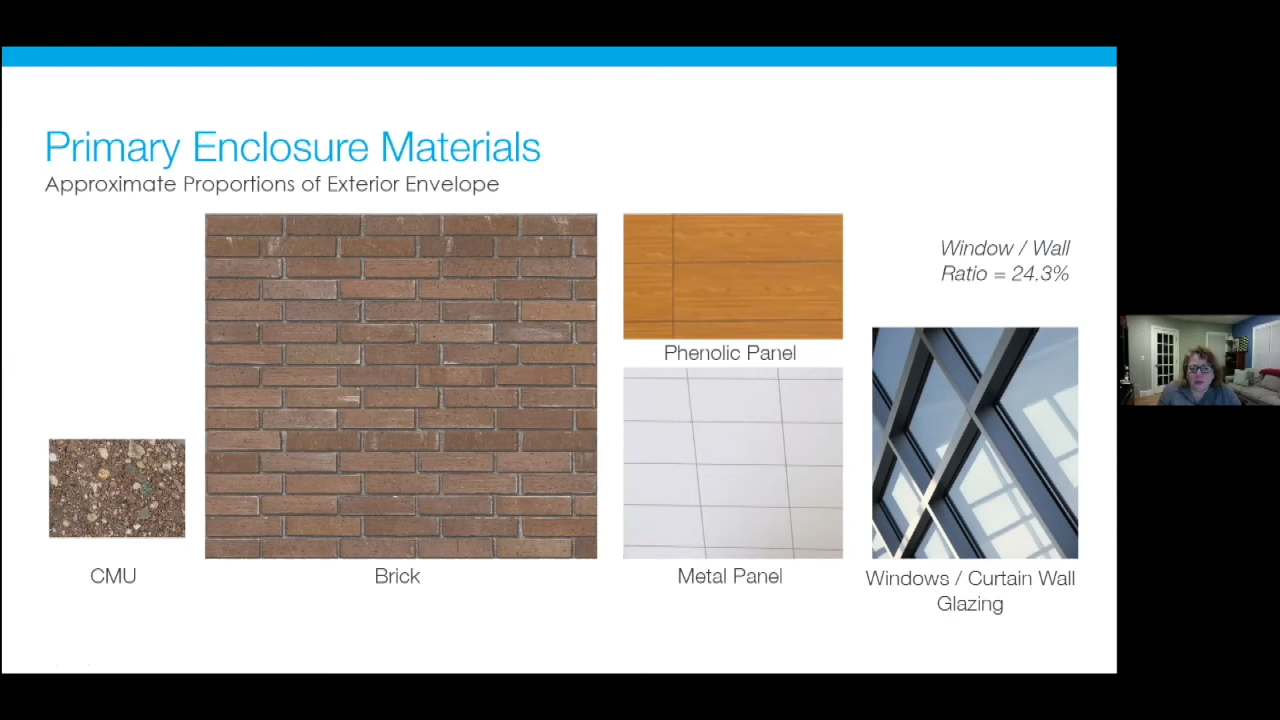 Primary Enclosure Materials
Approximate Proportions of Exterior Envelope
Window / Wall
Ratio = 24.3%
Phenolic Panel
CMU
Brick
Metal Panel
Windows / Curtain Wall
Glazing